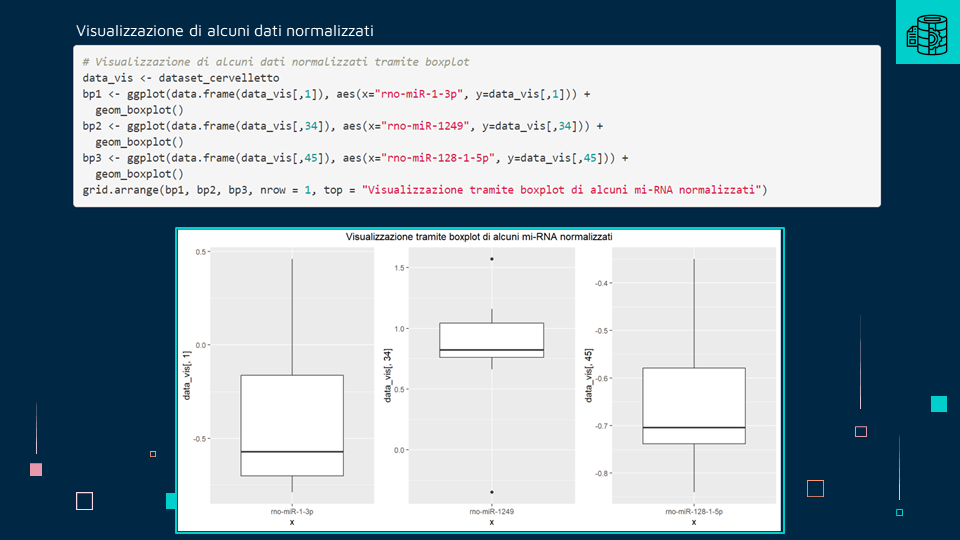 Visualizzazione di alcuni dati normalizzati
# Visualizzazione di alcuni dati normalizzati tramite boxplot
data_vis <- dataset_cervelletto
bp1 <- ggplot(data.frame(data_vis[,1]), aes(x="rno-miR-1-3p", y=data_vis[,1])) +
  geom_boxplot()
bp2 <- ggplot(data.frame(data_vis[,34]), aes(x="rno-miR-1249", y=data_vis[,34])) +
  geom_boxplot()
bp3 <- ggplot(data.frame(data_vis[,45]), aes(x="rno-miR-128-1-5p", y=data_vis[,45])) +
  geom_boxplot()
grid.arrange(bp1, bp2, bp3, nrow = 1, top = "Visualizzazione tramite boxplot di alcuni mi-RNA normalizzati")
Visualizzazione tramite boxplot di alcuni mi-RNA normalizzati
data_vis[, 1]
0.5
0.0
-0.5
rno-miR-1-3p
x
data_vis[, 34]
1.5
1.0
0.5
0.0
rno-miR-1249
x
data_vis[, 45]
-0.4
-0.5
-0.6
-0.7
-0.8
rno-miR-128-1-5p
x